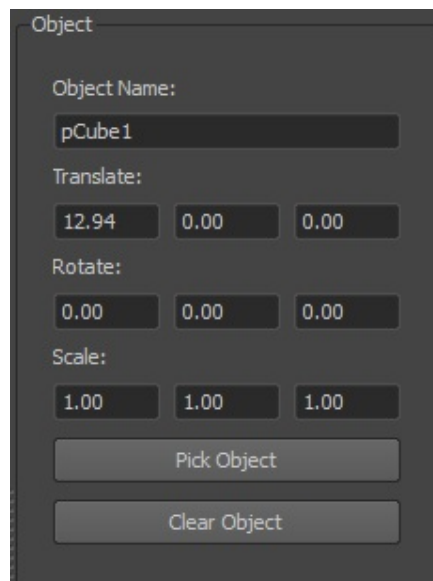 Object
Object Name:
pCube1
Translate:
12.94 0.00 0.00
Rotate:
0.00 0.00 0.00
Scale:
1.00 1.00 1.00
Pick Object
Clear Object